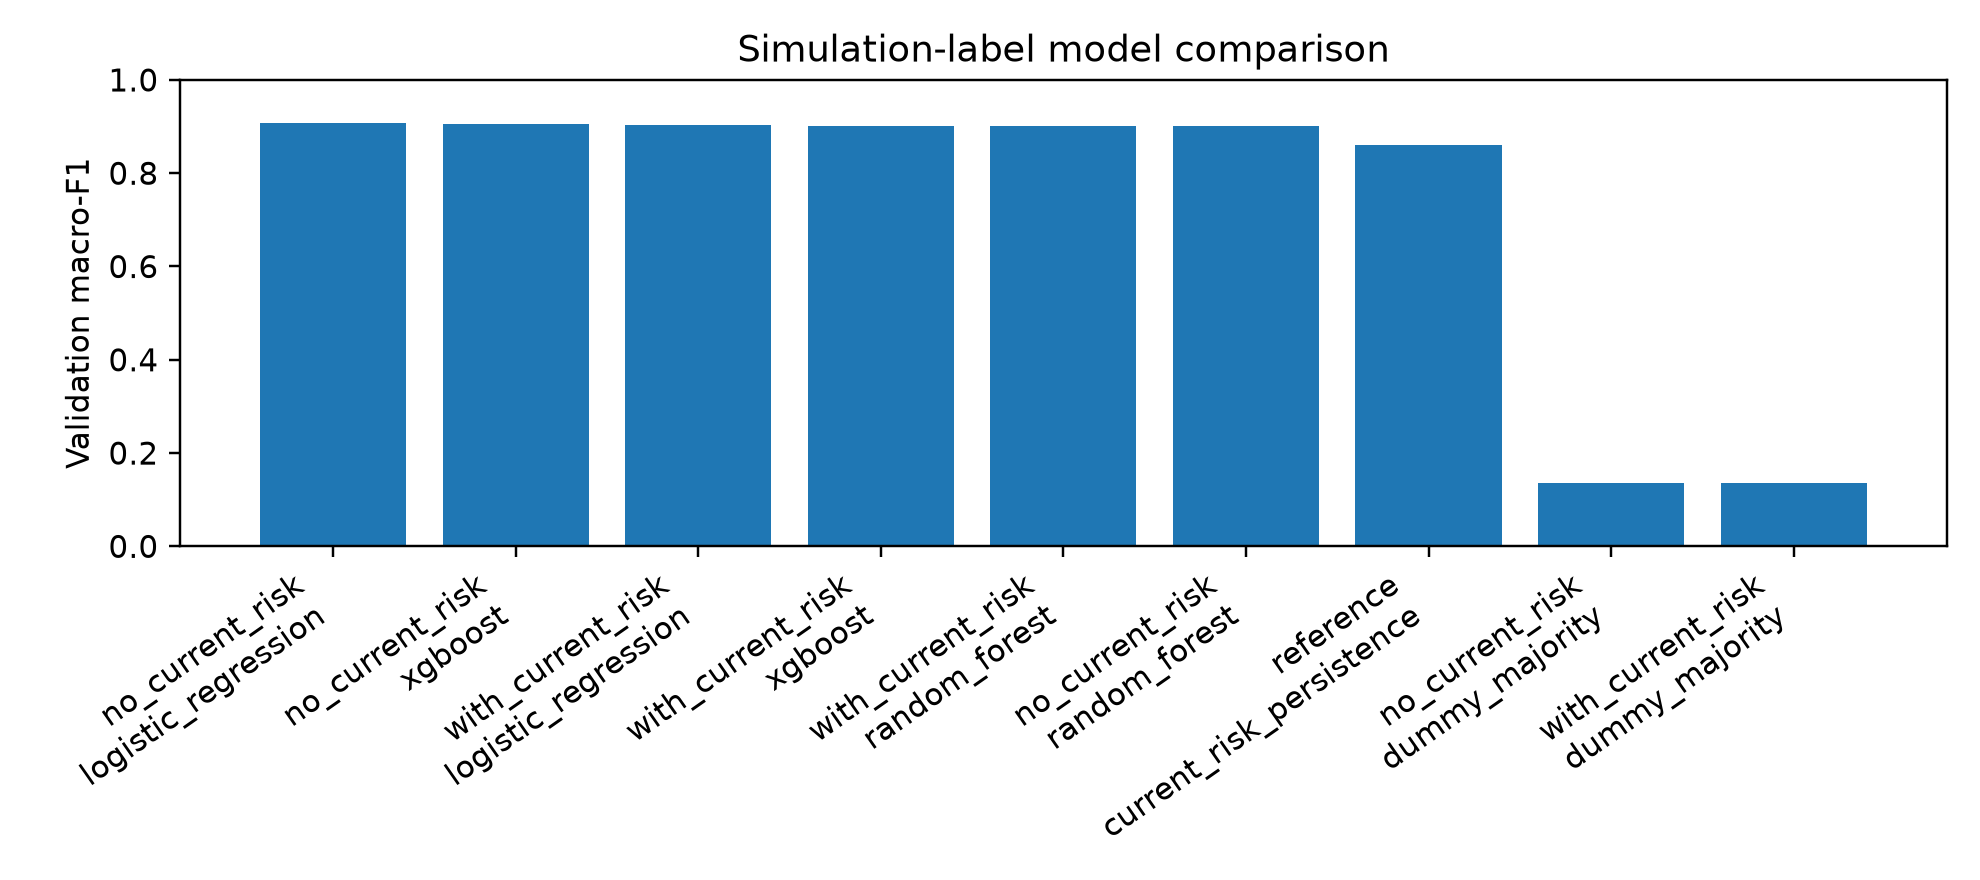 Simulation-label model comparison
Validation macro-F1
1.0
0.8
0.6
0.4
0.2
0.0
no_current_risk
logistic_regression
no_current_risk
xgboost
with_current_risk
logistic_regression
with_current_risk
xgboost
with_current_risk
random_forest
no_current_risk
random_forest
reference
current_risk_persistence
no_current_risk
dummy_majority
with_current_risk
dummy_majority